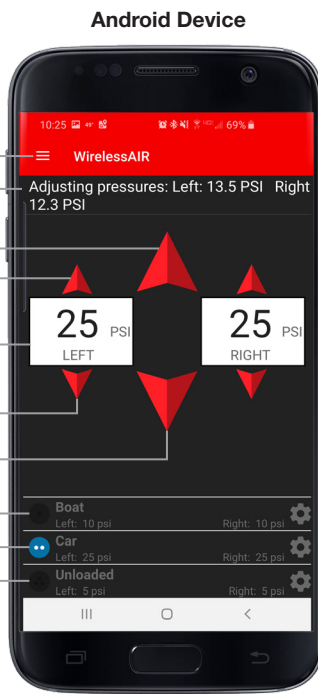 Android Device
10:25 49° 69%
WirelessAIR
Adjusting pressures: Left: 13.5 PSI Right
12.3 PSI
25 PSI 25 PSI
LEFT RIGHT
Boat
Left: 10 psi Right: 10 psi
Car
Left: 25 psi Right: 25 psi
Unloaded
Left: 5 psi Right: 5 psi